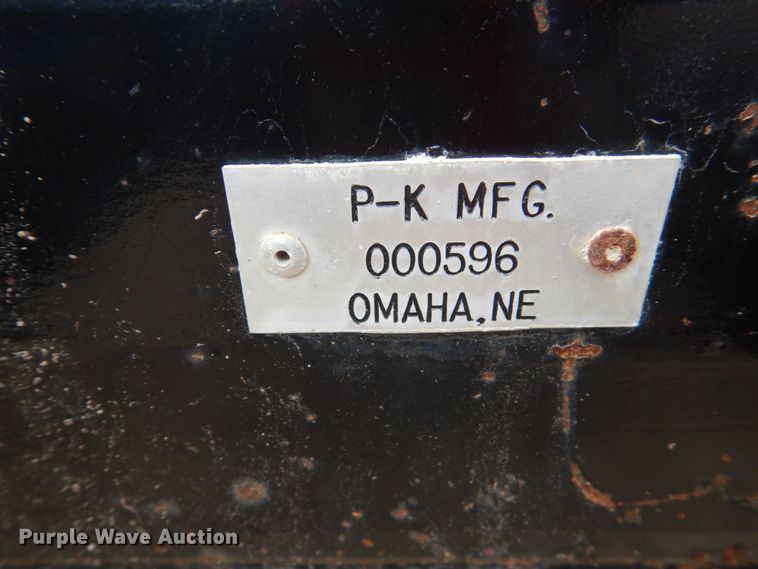 P-K MFG.
000596
OMAHA, NE
Purple Wave Auction